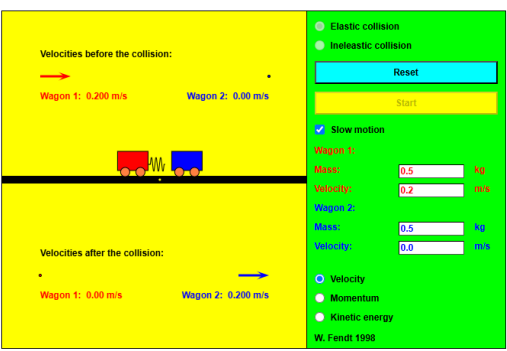 Velocities before the collision:
Wagon 1: 0.200 m/s
Wagon 2: 0.00 m/s
Velocities after the collision:
Wagon 1: 0.00 m/s
Wagon 2: 0.200 m/s
Elastic collision
Ineleastic collision
Reset
Start
Slow motion
Wagon 1:
Mass: 0.5 kg
Velocity: 0.2 m/s
Wagon 2:
Mass: 0.5 kg
Velocity: 0.0 m/s
Velocity
Momentum
Kinetic energy
W. Fendt 1998